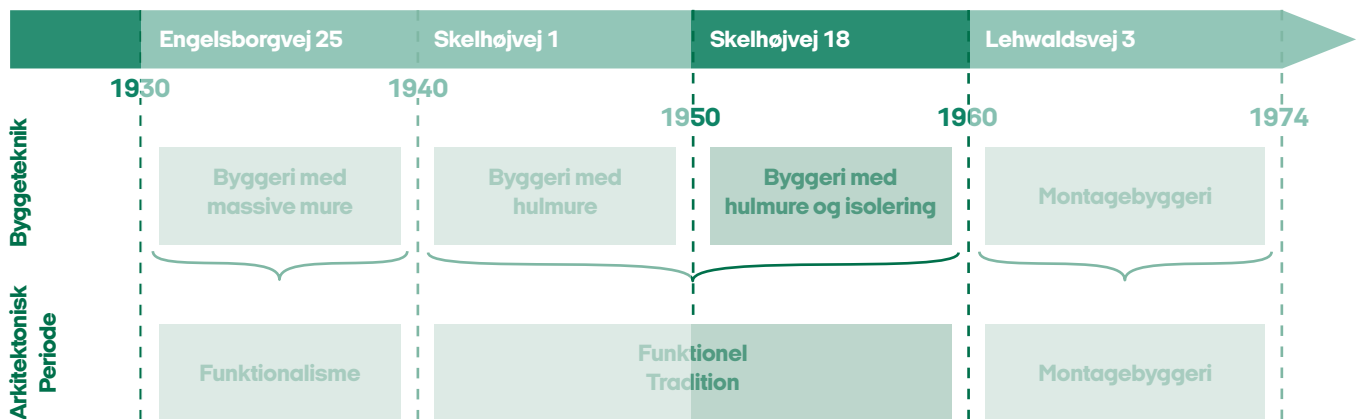 Engelsborgvej 25
Skelhøjvej 1
Skelhøjvej 18
Lehwaldsvej 3
1930
1940
1950
1960
1974
Byggeteknik
Byggeri med
massive mure
Byggeri med
hulmure
Byggeri med
hulmure og isolering
Montagebyggeri
Arkitektonisk
Periode
Funktionalisme
Funktionel
Tradition
Montagebyggeri